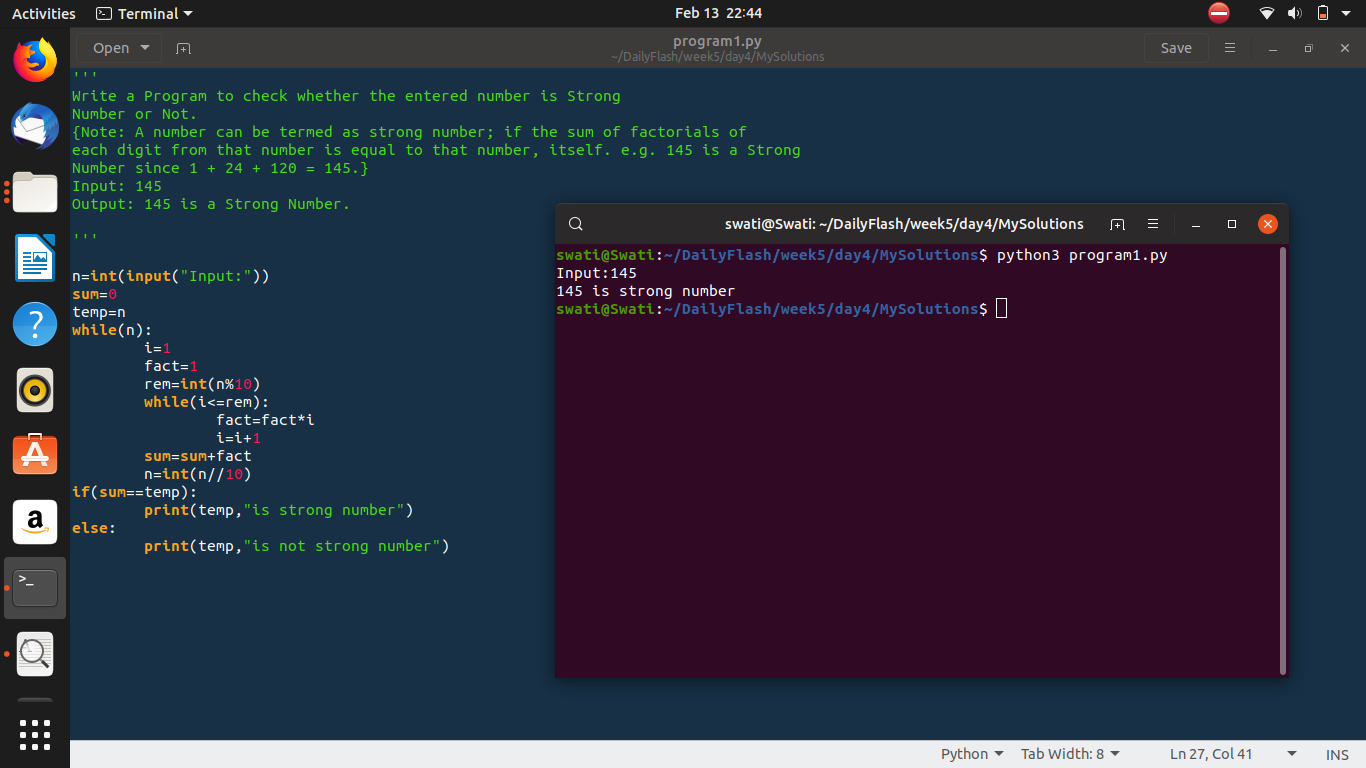 Activities Terminal Feb 13 22:44
Open program1.py Save
~/DailyFlash/week5/day4/MySolutions
'''
Write a Program to check whether the entered number is Strong
Number or Not.
{Note: A number can be termed as strong number; if the sum of factorials of
each digit from that number is equal to that number, itself. e.g. 145 is a Strong
Number since 1 + 24 + 120 = 145.}
Input: 145
Output: 145 is a Strong Number.
'''
n=int(input("Input:"))
sum=0
temp=n
while(n):
        i=1
        fact=1
        rem=int(n%10)
        while(i<=rem):
                fact=fact*i
                i=i+1
        sum=sum+fact
        n=int(n//10)
if(sum==temp):
        print(temp,"is strong number")
else:
        print(temp,"is not strong number")
swati@Swati: ~/DailyFlash/week5/day4/MySolutions
swati@Swati:~/DailyFlash/week5/day4/MySolutions$ python3 program1.py
Input:145
145 is strong number
swati@Swati:~/DailyFlash/week5/day4/MySolutions$
?
a
>_
Python Tab Width: 8 Ln 27, Col 41 INS